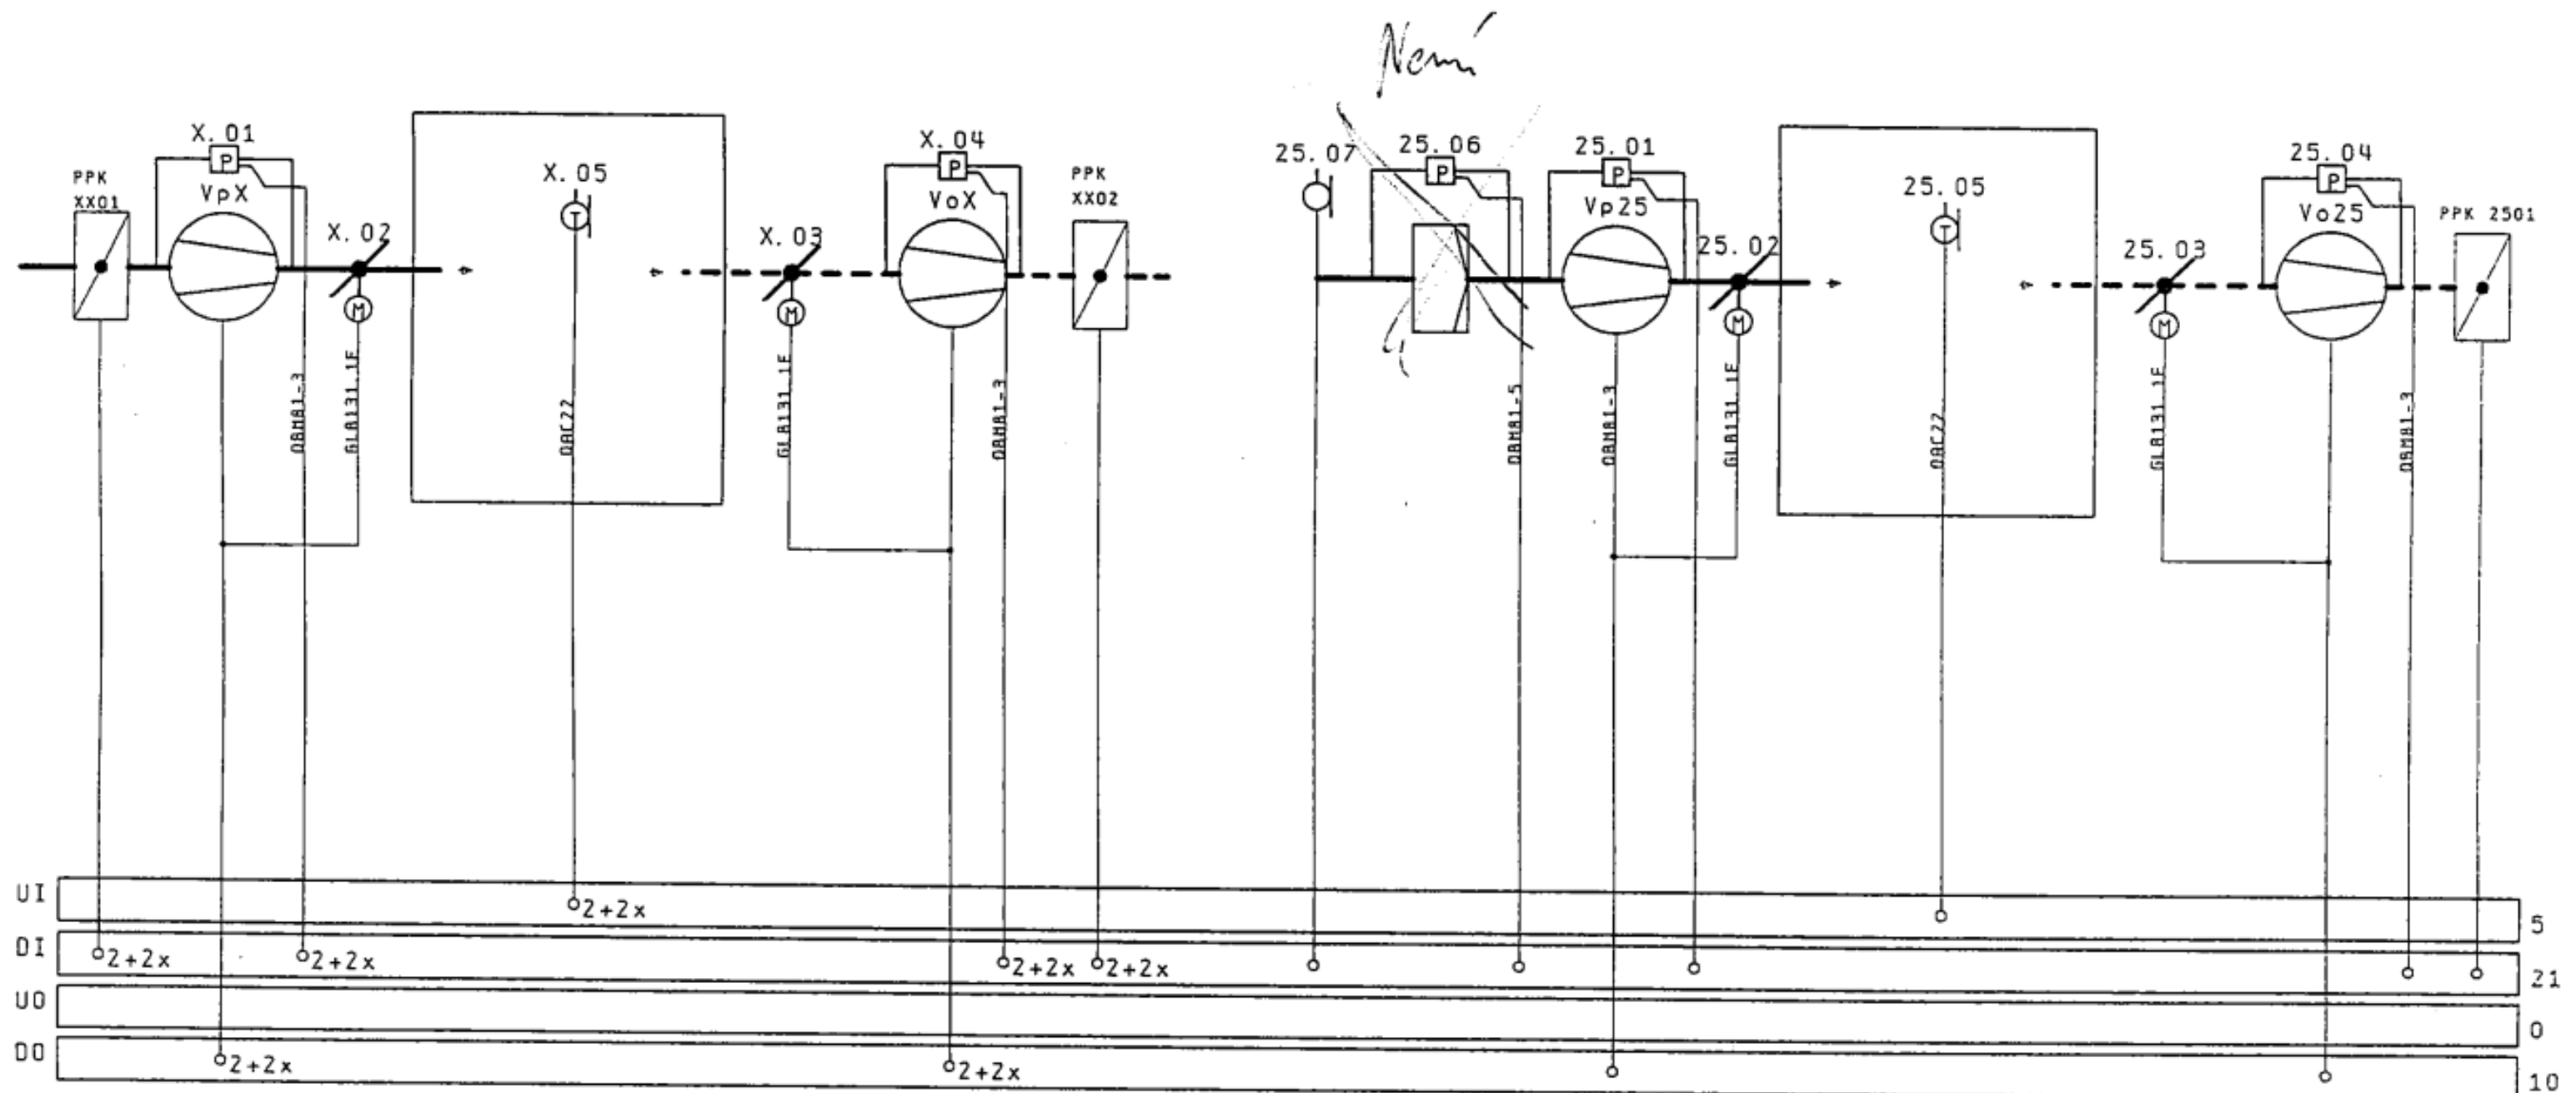 Není
X.01
X.04
25.06
25.01
25.04
25.07
X.05
PPK
XX01
VpX
VoX
PPK
XX02
25.05
Vp25
Vo25
PPK 2501
X.02
X.03
25.02
25.03
P
P
P
P
P
T
T
M
M
M
M
QBM81-3
GLB131.1E
QAC22
GLB131.1E
QBM81-3
QBM81-5
QBM81-3
GLB131.1E
QAC22
GLB131.1E
QBM81-3
UI
2+2x
5
DI
2+2x
2+2x
2+2x
2+2x
21
UO
0
DO
2+2x
2+2x
10